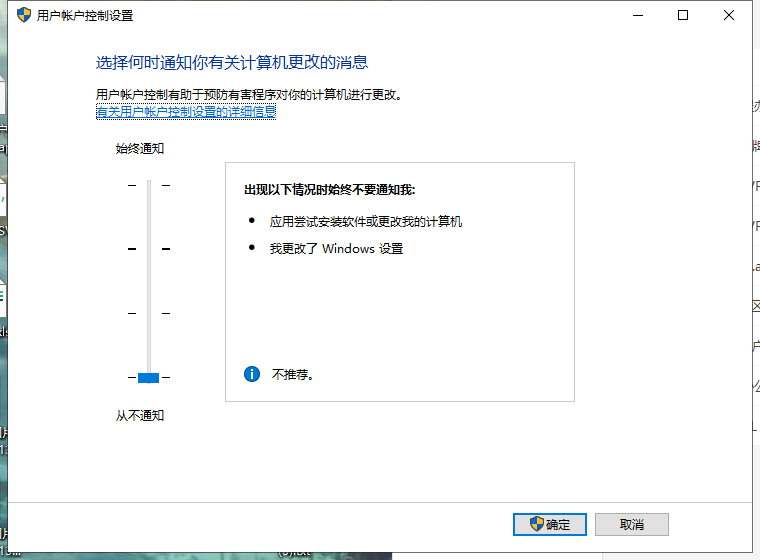 用户帐户控制设置
选择何时通知你有关计算机更改的消息
用户帐户控制有助于预防有害程序对你的计算机进行更改。
有关用户帐户控制设置的详细信息
始终通知
出现以下情况时始终不要通知我:
● 应用尝试安装软件或更改我的计算机
● 我更改了 Windows 设置
不推荐。
从不通知
确定
取消